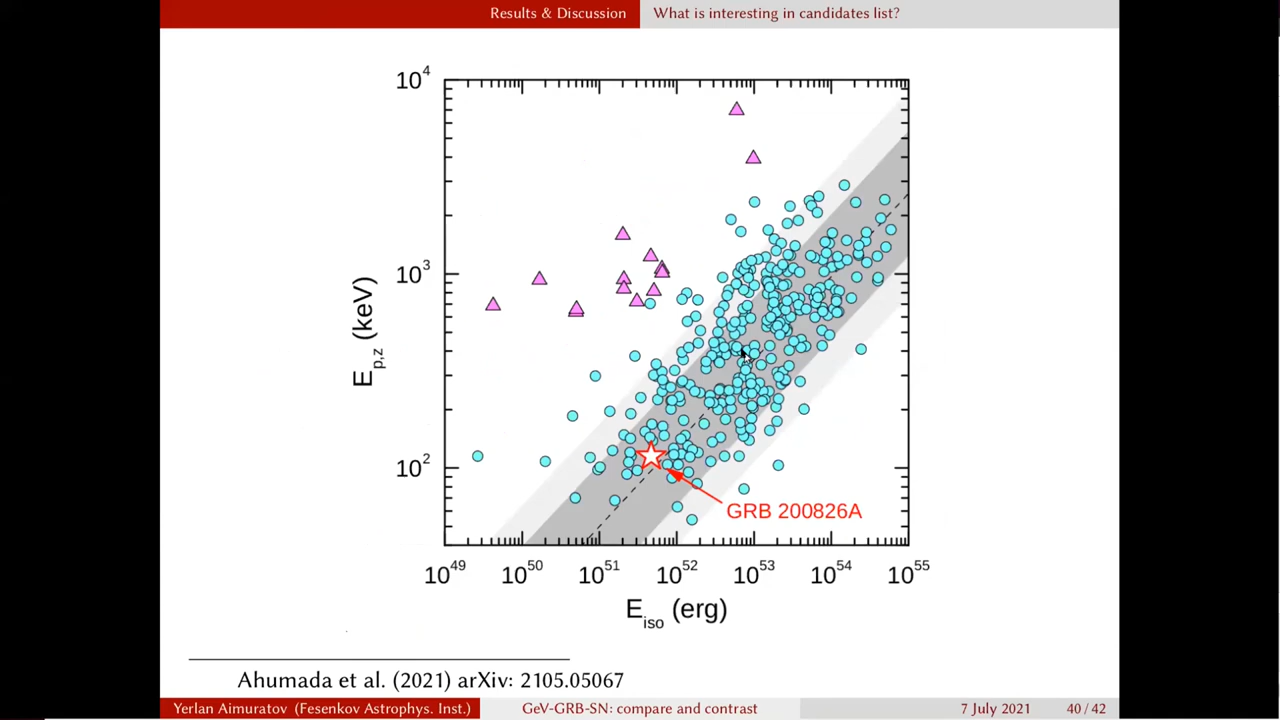 Results & Discussion What is interesting in candidates list?
10^4
10^3
10^2
E_p,z (keV)
GRB 200826A
10^49 10^50 10^51 10^52 10^53 10^54 10^55
E_iso (erg)
Ahumada et al. (2021) arXiv: 2105.05067
Yerlan Aimuratov (Fesenkov Astrophys. Inst.) GeV-GRB-SN: compare and contrast 7 July 2021 40 / 42